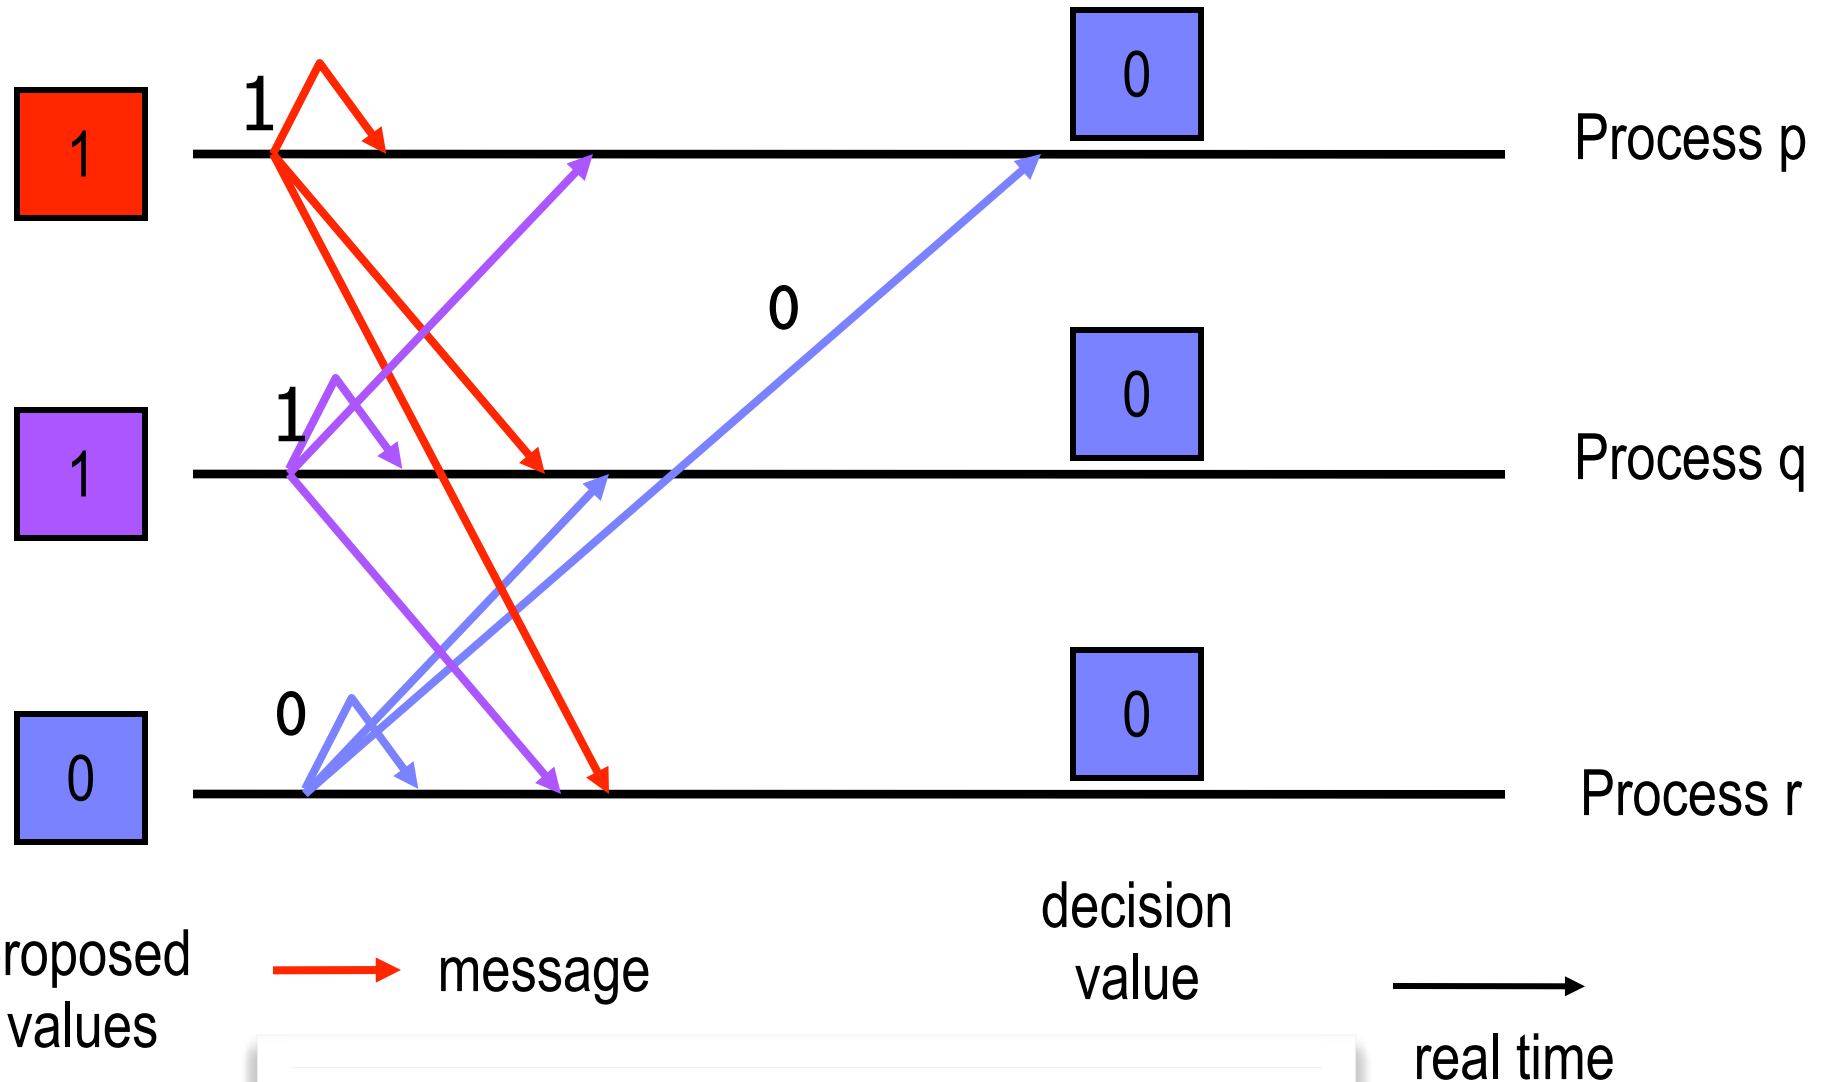 0
1
1
Process p
0
0
1
1
Process q
0
0
0
Process r
decision
value
roposed
values
message
real time